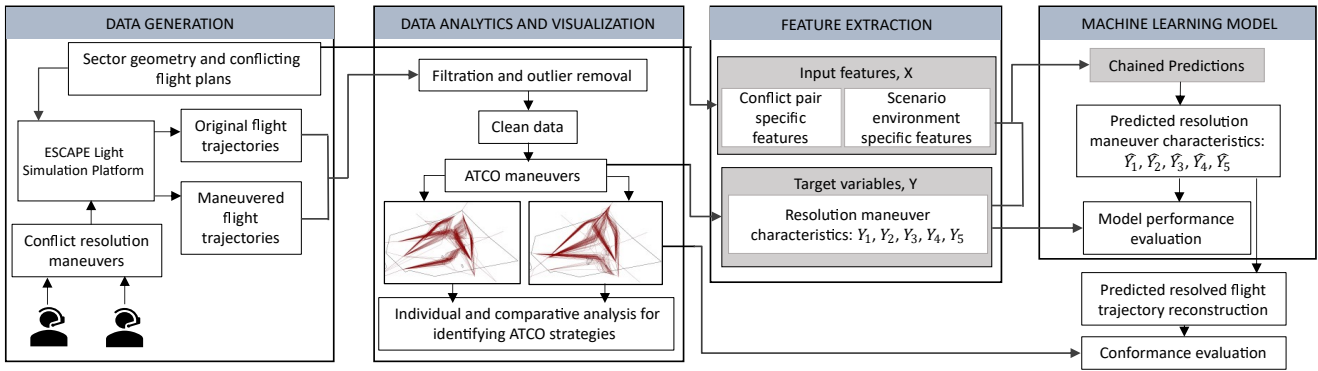 DATA GENERATION
Sector geometry and conflicting
flight plans
ESCAPE Light
Simulation Platform
Original flight
trajectories
Maneuvered
flight
trajectories
Conflict resolution
maneuvers
DATA ANALYTICS AND VISUALIZATION
Filtration and outlier removal
Clean data
ATCO maneuvers
Individual and comparative analysis for
identifying ATCO strategies
FEATURE EXTRACTION
Input features, X
Conflict pair
specific
features
Scenario
environment
specific features
Target variables, Y
Resolution maneuver
characteristics: Y₁, Y₂, Y₃, Y₄, Y₅
MACHINE LEARNING MODEL
Chained Predictions
Predicted resolution
maneuver characteristics:
Ŷ₁, Ŷ₂, Ŷ₃, Ŷ₄, Ŷ₅
Model performance
evaluation
Predicted resolved flight
trajectory reconstruction
Conformance evaluation